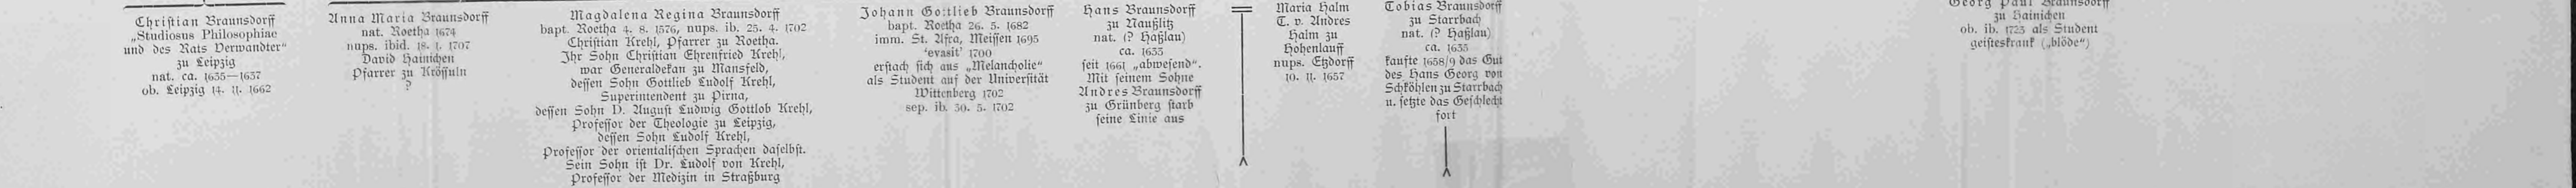 Christian Braunsdorff
„Studiosus Philosophiae
und des Rats Verwandter“
zu Leipzig
nat. ca. 1635—1637
ob. Leipzig 14. 11. 1662
Anna Maria Braunsdorff
nat. Roetha 1674
nups. ibid. 18. 1. 1707
David Hainichen
Pfarrer zu Kröffuln
?
Magdalena Regina Braunsdorff
bapt. Roetha 4. 8. 1576, nups. ib. 25. 4. 1702
Christian Krehl, Pfarrer zu Roetha.
Ihr Sohn Christian Ehrenfried Krehl,
war Generaldekan zu Mansfeld,
dessen Sohn Gottlieb Ludolf Krehl,
Superintendent zu Pirna,
dessen Sohn D. August Ludwig Gottlob Krehl,
Professor der Theologie zu Leipzig,
dessen Sohn Ludolf Krehl,
Professor der orientalischen Sprachen daselbst.
Sein Sohn ist Dr. Ludolf von Krehl,
Professor der Medizin in Straßburg
Johann Gottlieb Braunsdorff
bapt. Roetha 26. 5. 1682
imm. St. Afra, Meissen 1695
‘evasit’ 1700
erstach sich aus „Melancholie“
als Student auf der Universität
Wittenberg 1702
sep. ib. 30. 5. 1702
Hans Braunsdorff
zu Naußlitz
nat. (? Haßlau)
ca. 1633
seit 1661 „abwesend“.
Mit seinem Sohne
Andres Braunsdorff
zu Grünberg starb
seine Linie aus
Maria Halm
T. v. Andres
Halm zu
Hohenlauff
nups. Etzdorff
10. 11. 1657
Tobias Braunsdorff
zu Starrbach
nat. (? Haßlau)
ca. 1635
kaufte 1658/9 das Gut
des Hans Georg von
Schköhlen zu Starrbach
u. setzte das Geschlecht
fort
Georg Paul Braunsdorff
zu Hainichen
ob. ib. 1723 als Student
geisteskrank („blöde“)